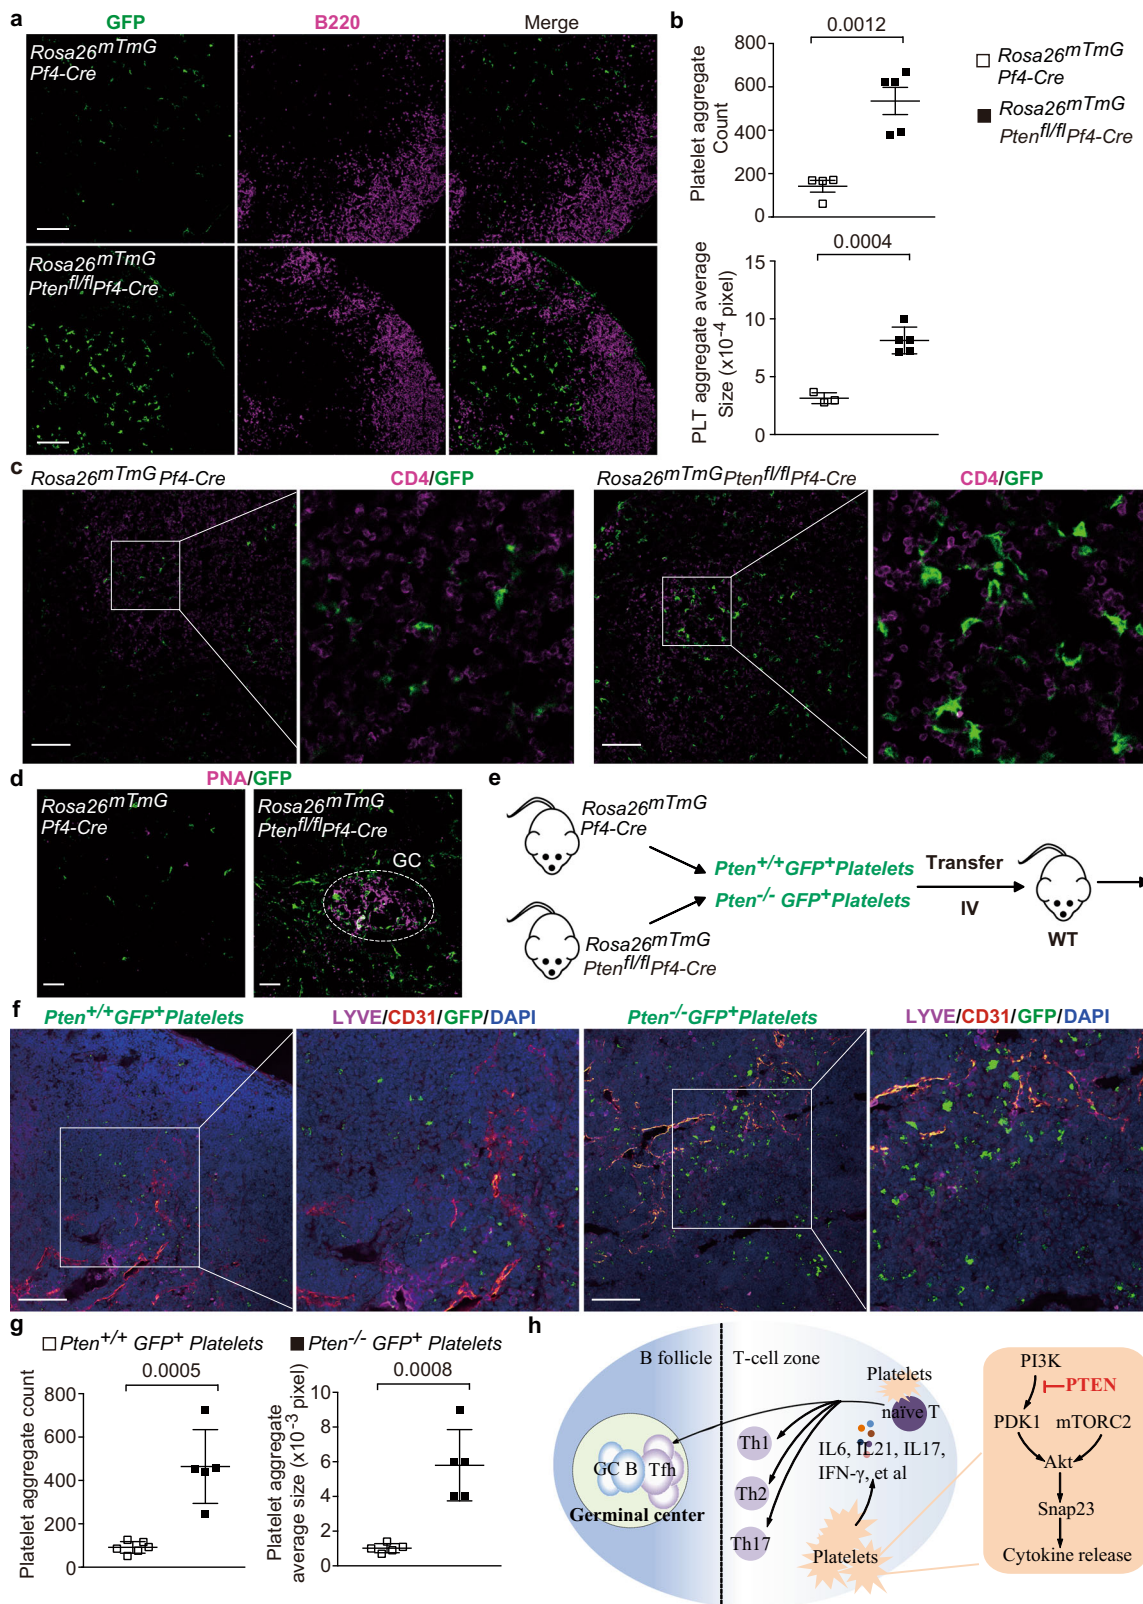 a
GFP
B220
Merge
Rosa26mTmG
Pf4-Cre
Rosa26mTmG
Ptenfl/flPf4-Cre
b
0.0012
800
600
400
200
0
Platelet aggregate
Count
Rosa26mTmG
Pf4-Cre
Rosa26mTmG
Ptenfl/flPf4-Cre
0.0004
15
10
5
0
PLT aggregate average
Size (x10-4 pixel)
c
Rosa26mTmG Pf4-Cre
CD4/GFP
Rosa26mTmGPtenfl/flPf4-Cre
CD4/GFP
d
PNA/GFP
Rosa26mTmG
Pf4-Cre
Rosa26mTmG
Ptenfl/flPf4-Cre
GC
e
Rosa26mTmG
Pf4-Cre
Rosa26mTmG
Ptenfl/flPf4-Cre
Pten+/+GFP+Platelets
Pten-/- GFP+Platelets
Transfer
IV
WT
f
Pten+/+GFP+Platelets
LYVE/CD31/GFP/DAPI
Pten-/-GFP+Platelets
LYVE/CD31/GFP/DAPI
g
Pten+/+ GFP+ Platelets
Pten-/- GFP+ Platelets
0.0005
800
600
400
200
0
Platelet aggregate count
0.0008
10
8
6
4
2
0
Platelet aggregate
average size (x10-3 pixel)
h
B follicle
T-cell zone
Platelets
naïve T
Th1
Th2
Th17
IL6, IL21, IL17,
IFN-γ, et al
GC B
Tfh
Germinal center
Platelets
PI3K
PTEN
PDK1
mTORC2
Akt
Snap23
Cytokine release